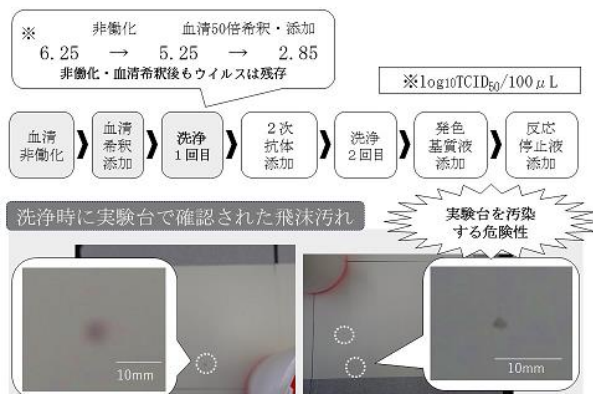 ※ 非働化 血清50倍希釈・添加
6.25 → 5.25 → 2.85
非働化・血清希釈後もウイルスは残存
※log₁₀TCID₅₀/100μL
血清
非働化
血清
希釈
添加
洗浄
1回目
2次
抗体
添加
洗浄
2回目
発色
基質液
添加
反応
停止液
添加
洗浄時に実験台で確認された飛沫汚れ
実験台を汚染
する危険性
10mm
10mm